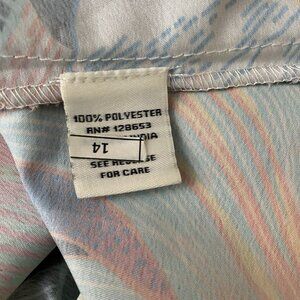 100% POLYESTER
RN# 128653
INDIA
14
SEE REVERSE
FOR CARE